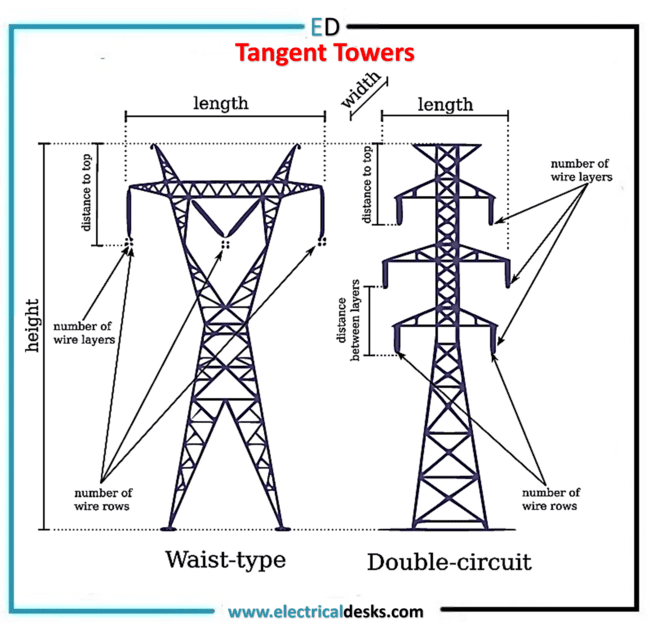 ED
Tangent Towers
length
width
length
distance to top
distance to top
number of
wire layers
height
number of
wire layers
distance
between layers
number of
wire rows
number of
wire rows
Waist-type
Double-circuit
www.electricaldesks.com